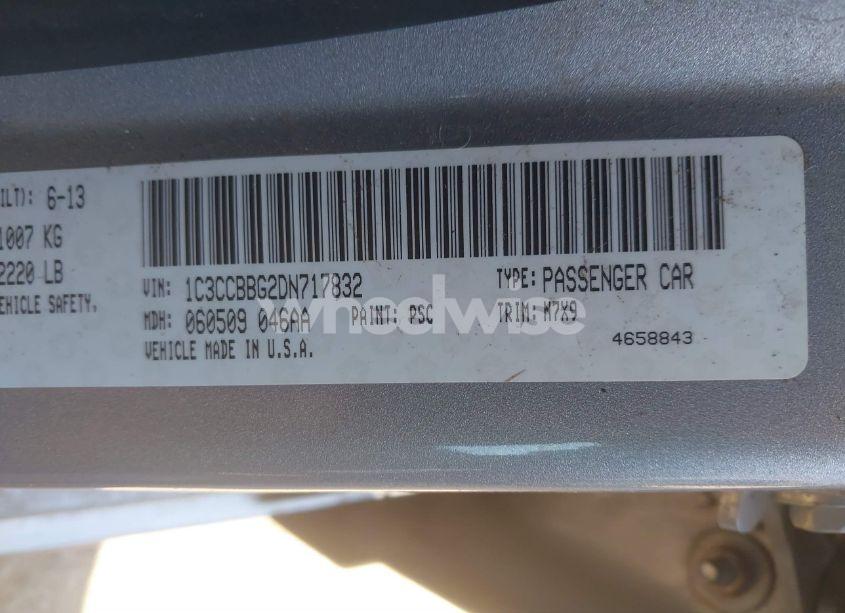 ILT): 6-13
1007 KG
2220 LB
EHICLE SAFETY.
VIN: 1C3CCBBG2DN717832
TYPE: PASSENGER CAR
MDH: 060509 046AA
PAINT: PSC
TRIM: M7X9
VEHICLE MADE IN U.S.A.
4658843
wheelwise